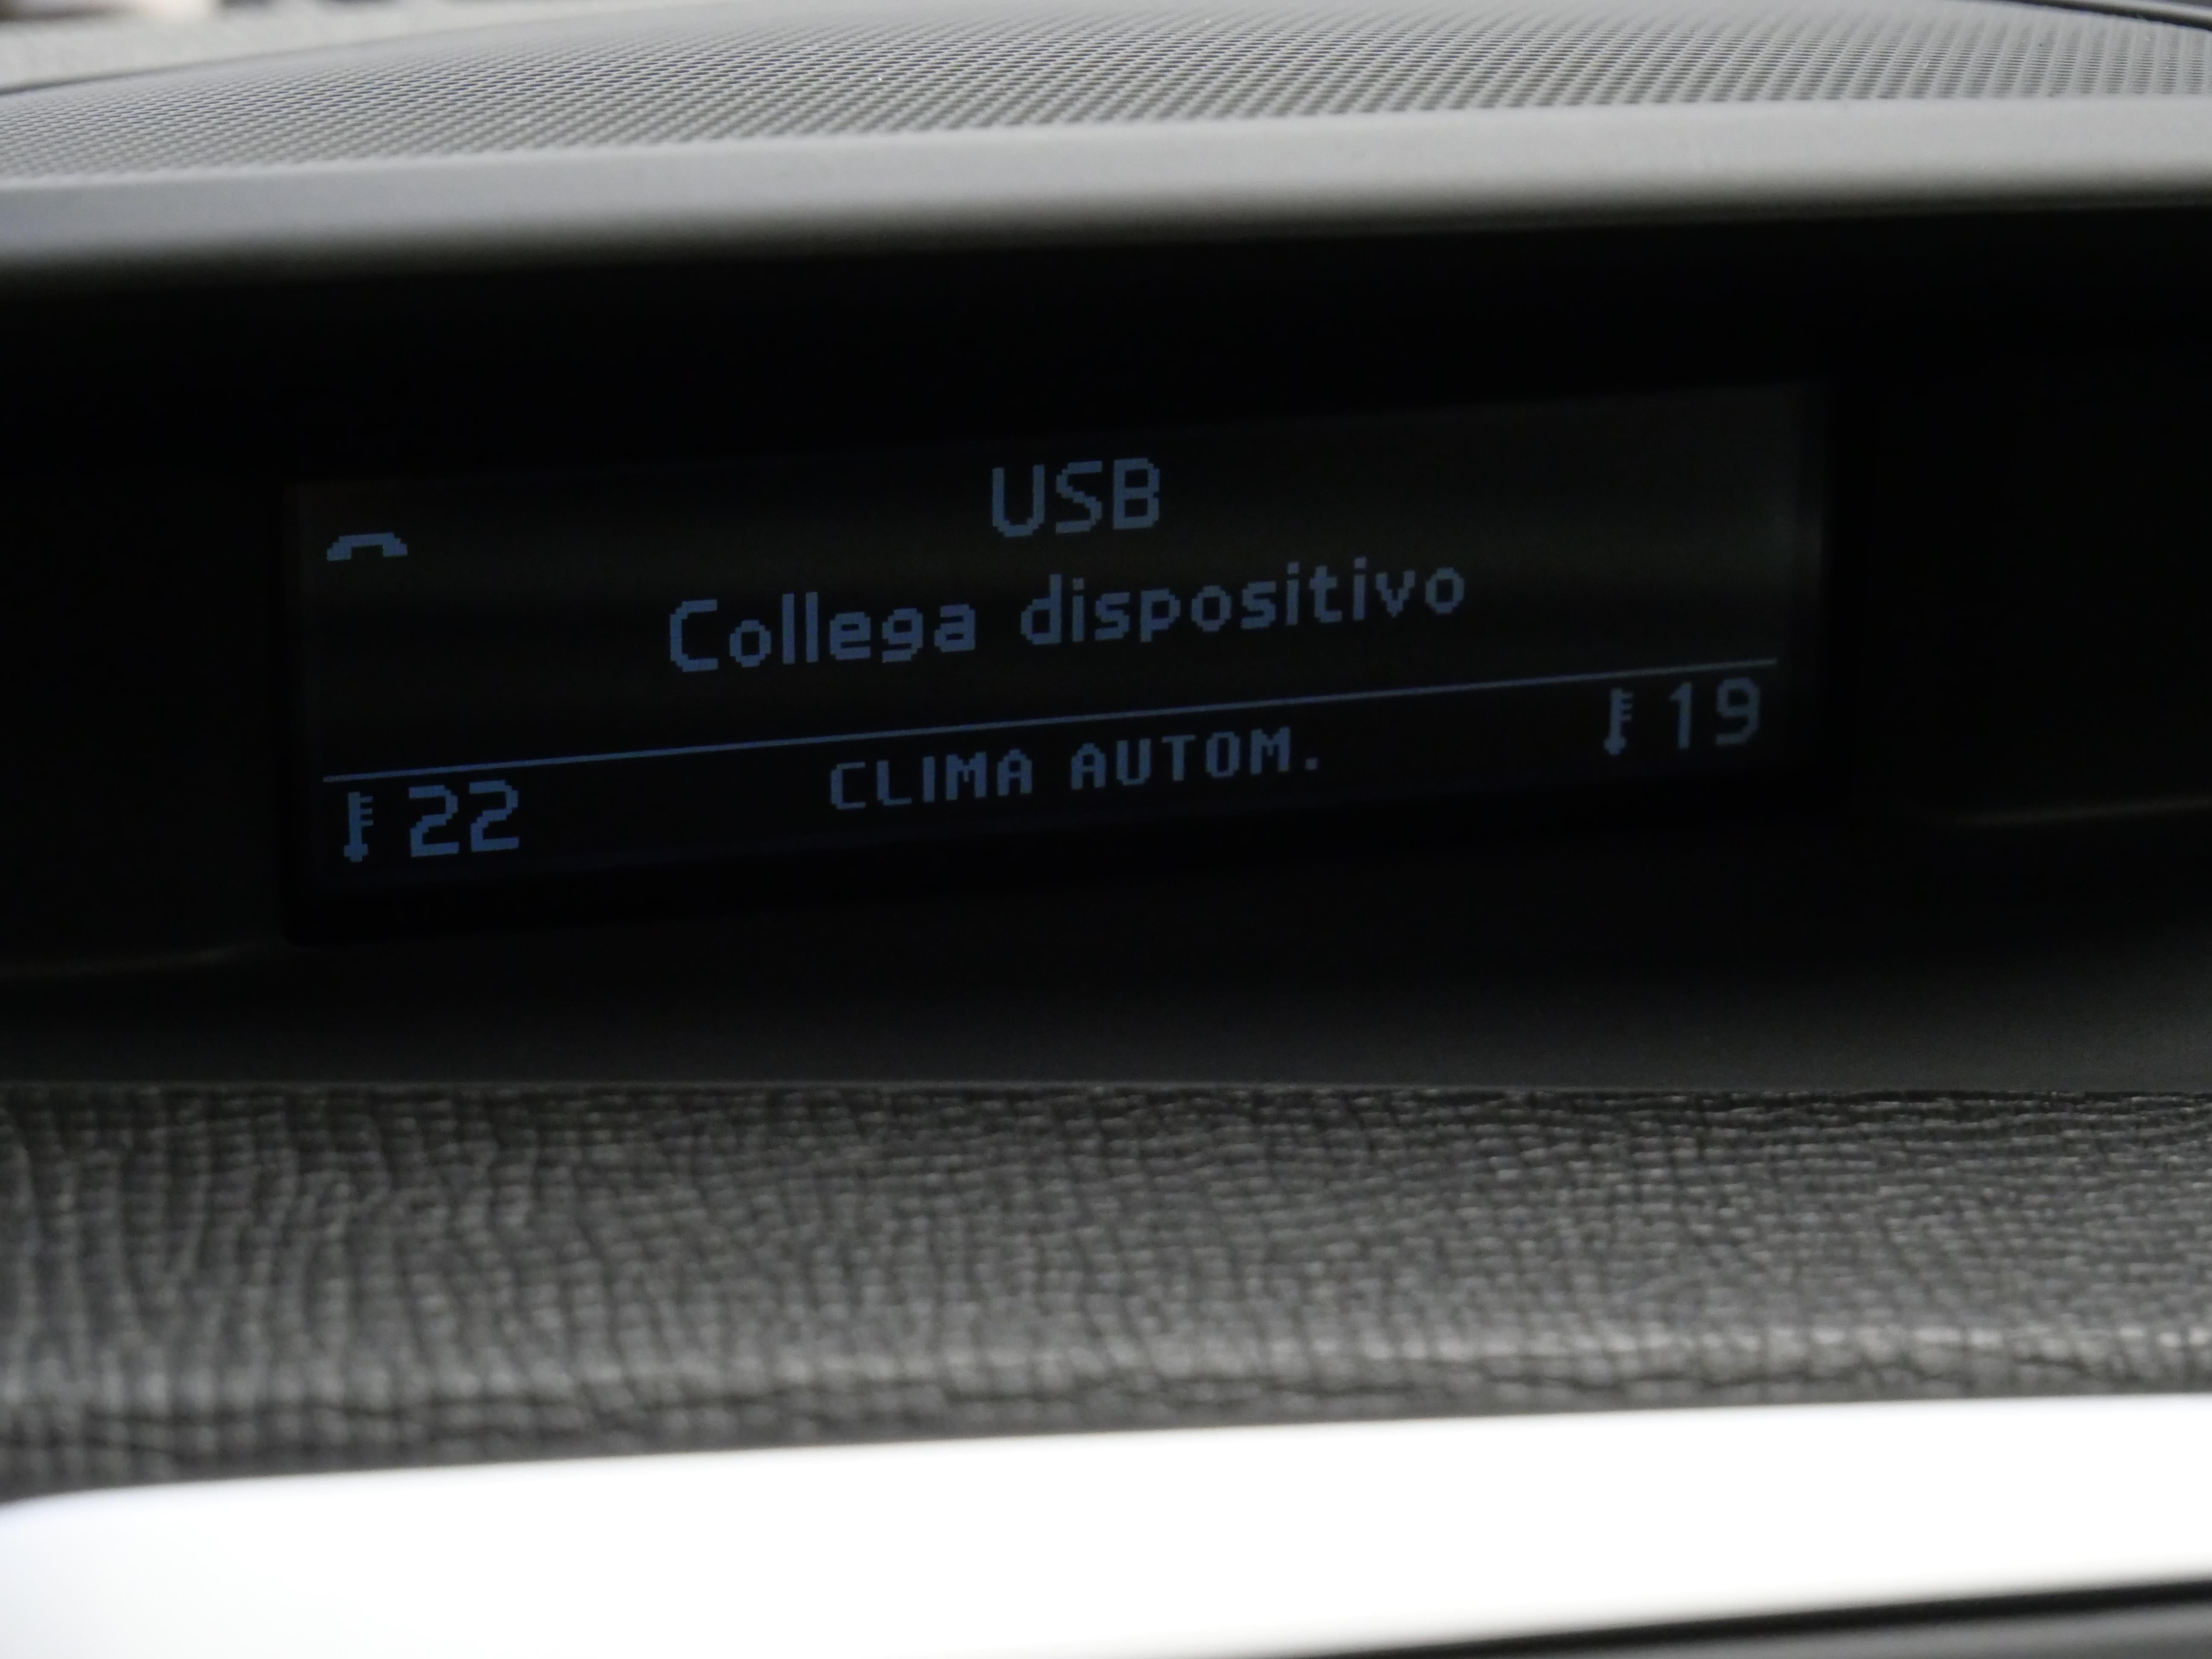 USB
Collega dispositivo
22 CLIMA AUTOM. 19